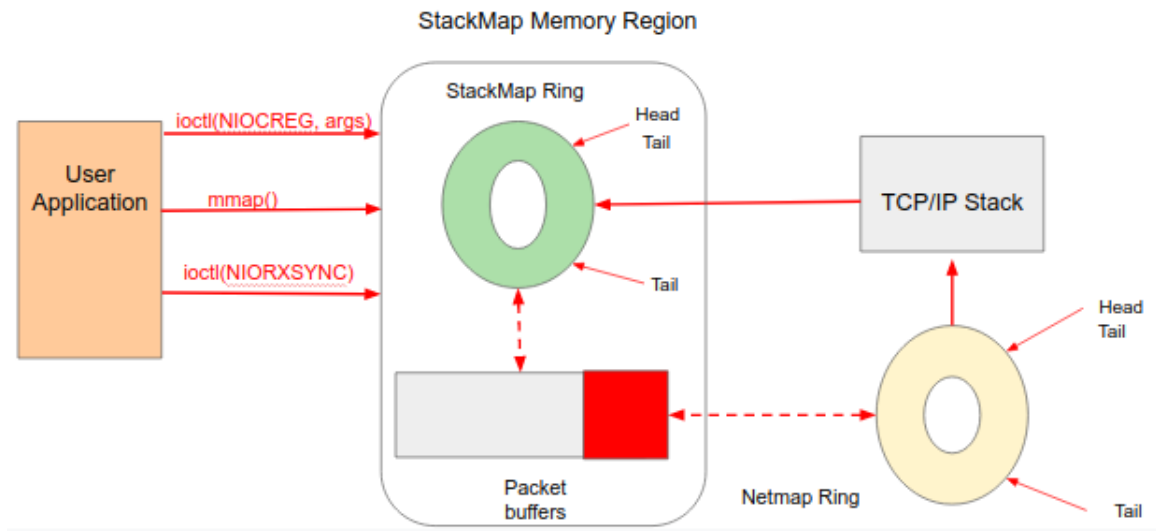 StackMap Memory Region
StackMap Ring
ioctl(NIOCREG, args)
Head
Tail
User
Application
mmap()
TCP/IP Stack
ioctl(NIORXSYNC)
Tail
Head
Tail
Packet
buffers
Netmap Ring
Tail